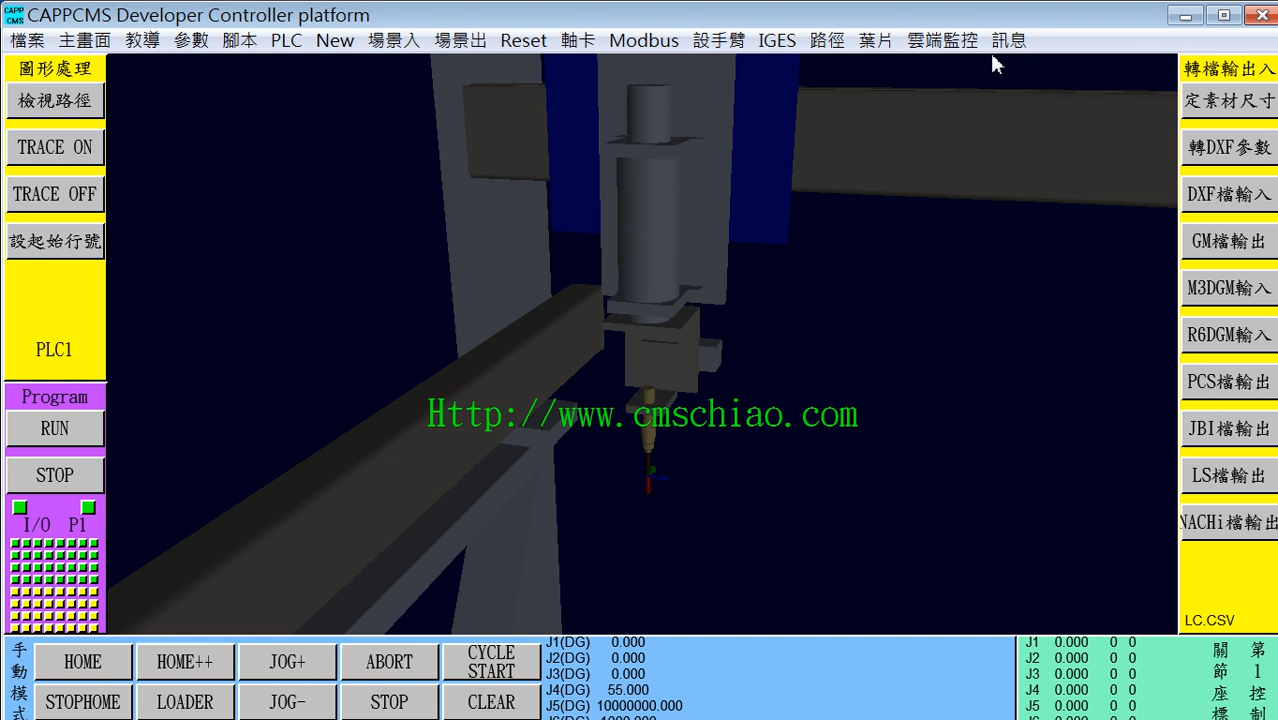 CAPP
CMS
CAPPCMS Developer Controller platform
檔案 主畫面 教導 參數 腳本 PLC New 場景入 場景出 Reset 軸卡 Modbus 設手臂 IGES 路徑 葉片 雲端監控 訊息
圖形處理
檢視路徑
TRACE ON
TRACE OFF
設起始行號
PLC1
Program
RUN
STOP
I/O P1
Http://www.cmschiao.com
轉檔輸出入
定素材尺寸
轉DXF參數
DXF檔輸入
GM檔輸出
M3DGM輸入
R6DGM輸入
PCS檔輸出
JBI檔輸出
LS檔輸出
NACHi檔輸出
LC.CSV
手動模式
HOME HOME++ JOG+ ABORT CYCLE START
STOPHOME LOADER JOG- STOP CLEAR
J1(DG) 0.000
J2(DG) 0.000
J3(DG) 0.000
J4(DG) 55.000
J5(DG) 10000000.000
J1 0.000 0 0
J2 0.000 0 0
J3 0.000 0 0
J4 0.000 0 0
J5 0.000 0 0
關節座標
第1控制